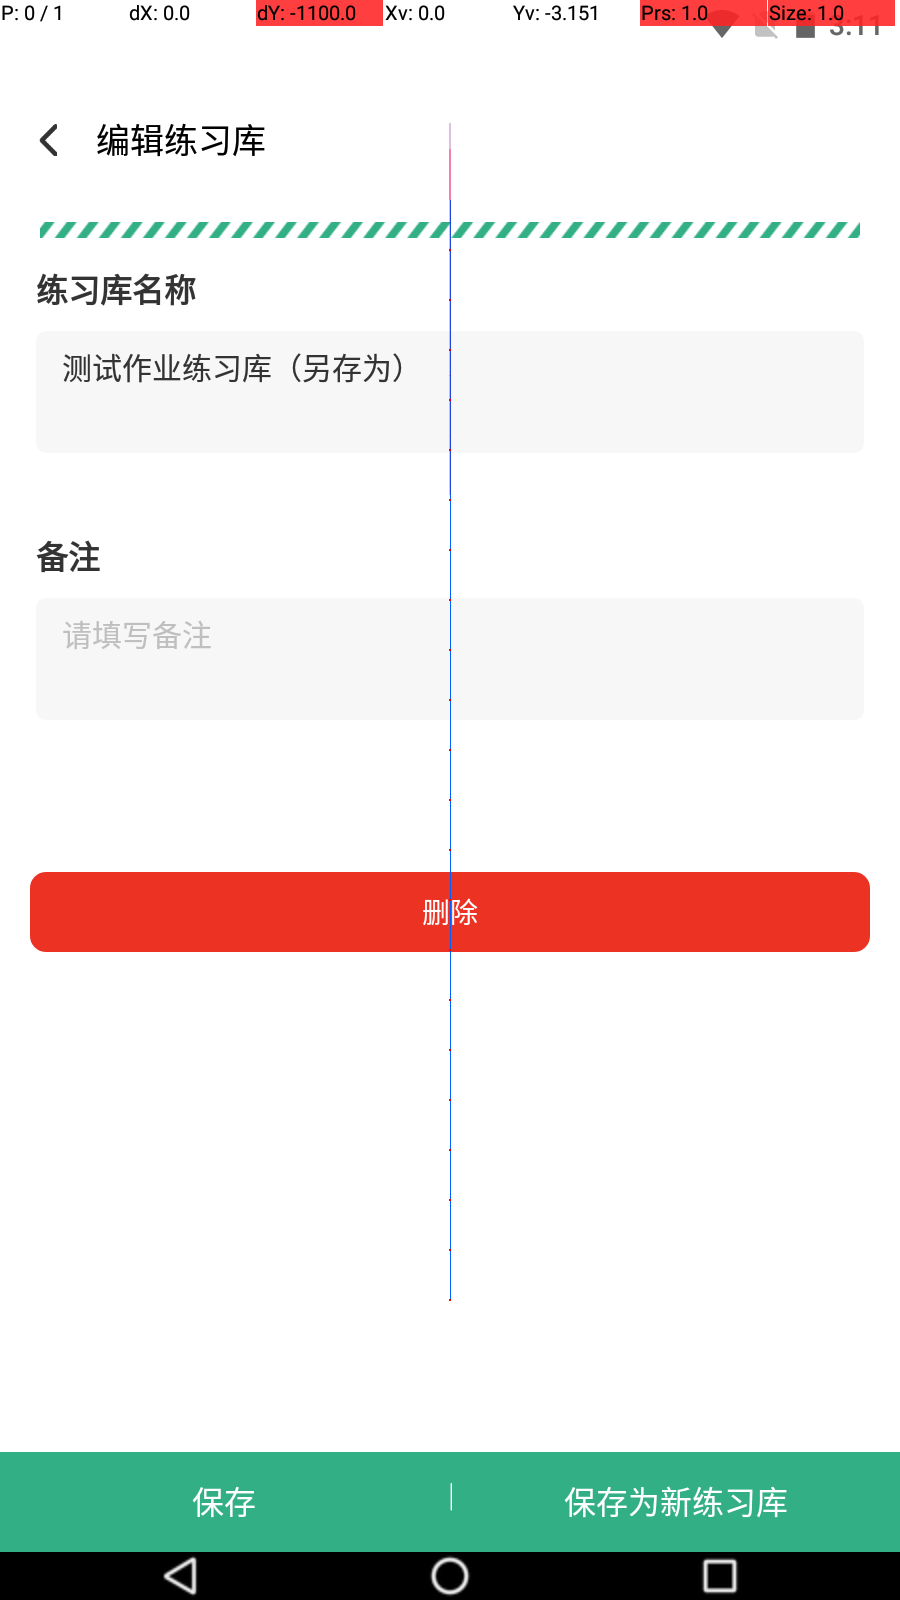 P: 0 / 1 dX: 0.0 dY: -1100.0 Xv: 0.0 Yv: -3.151 Prs: 1.0 Size: 1.0
3:11
编辑练习库
练习库名称
测试作业练习库（另存为）
备注
请填写备注
删除
保存 保存为新练习库